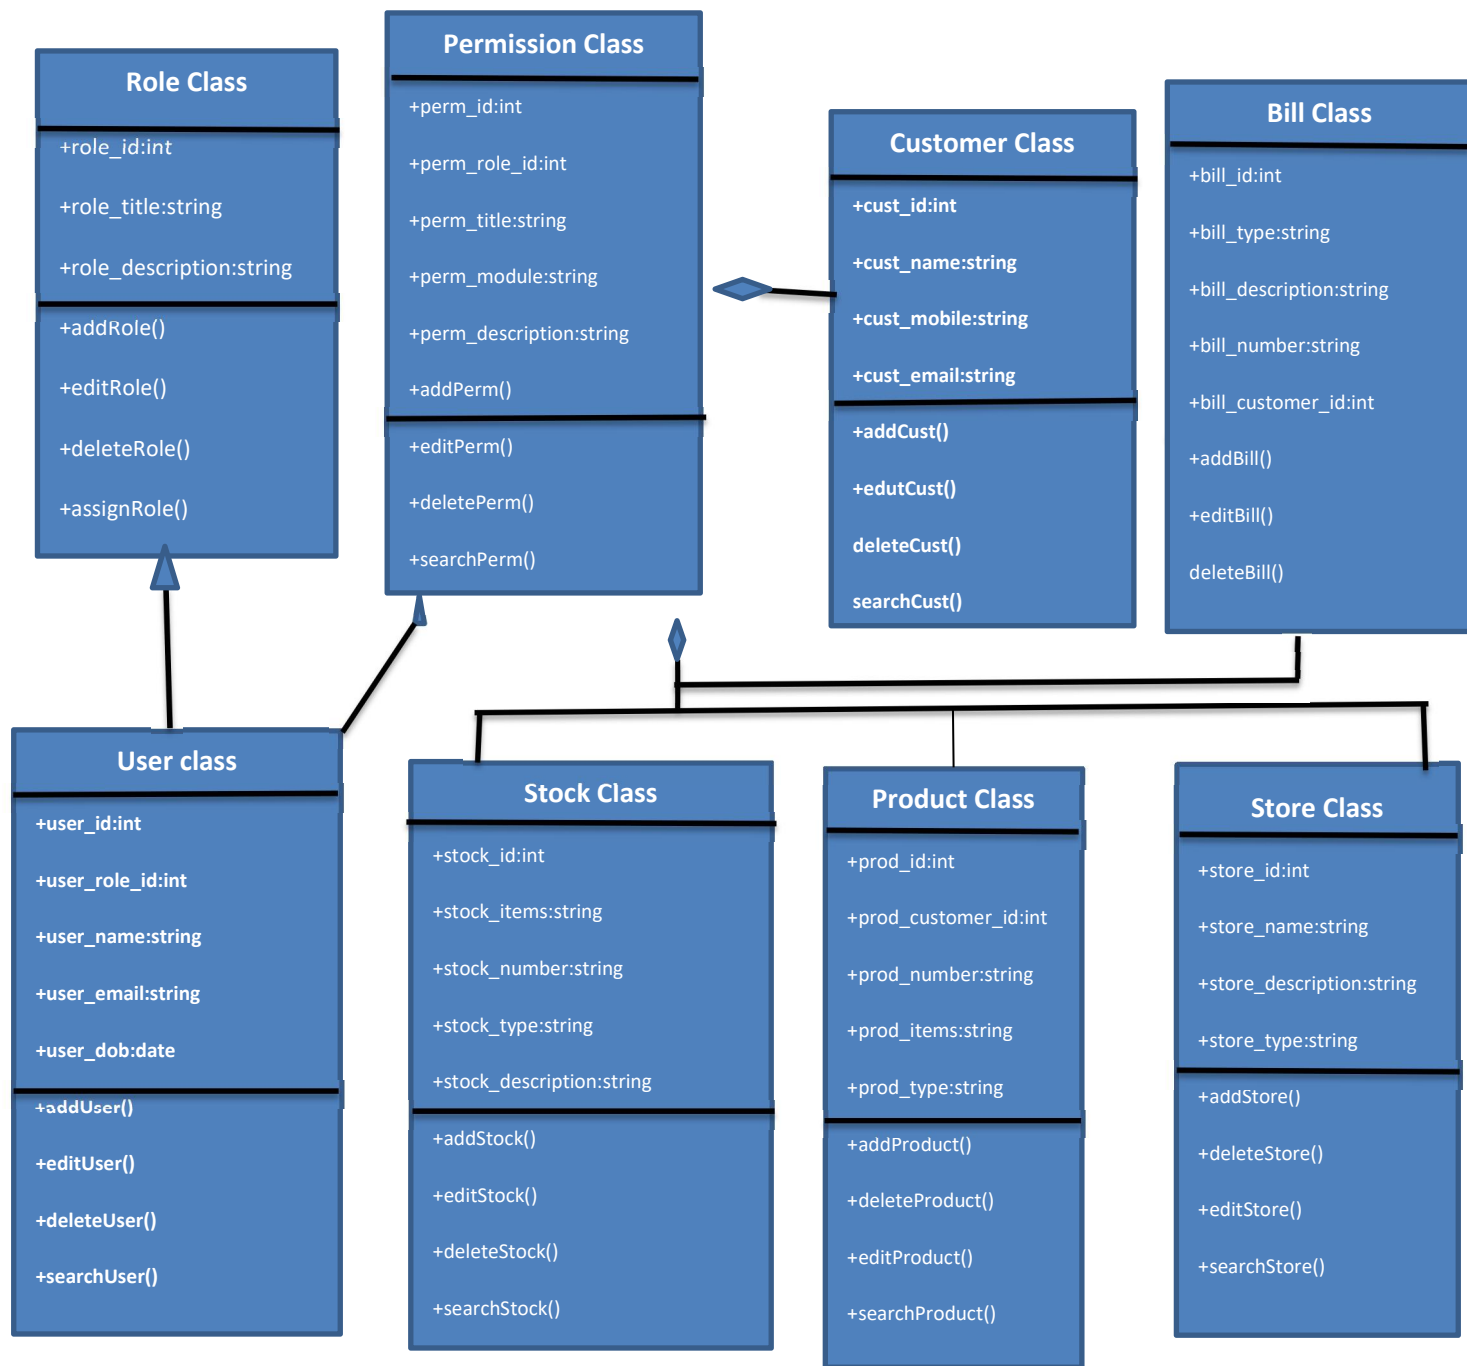 Role Class
+role_id:int
+role_title:string
+role_description:string
+addRole()
+editRole()
+deleteRole()
+assignRole()
Permission Class
+perm_id:int
+perm_role_id:int
+perm_title:string
+perm_module:string
+perm_description:string
+addPerm()
+editPerm()
+deletePerm()
+searchPerm()
Customer Class
+cust_id:int
+cust_name:string
+cust_mobile:string
+cust_email:string
+addCust()
+edutCust()
deleteCust()
searchCust()
Bill Class
+bill_id:int
+bill_type:string
+bill_description:string
+bill_number:string
+bill_customer_id:int
+addBill()
+editBill()
deleteBill()
User class
+user_id:int
+user_role_id:int
+user_name:string
+user_email:string
+user_dob:date
+addUser()
+editUser()
+deleteUser()
+searchUser()
Stock Class
+stock_id:int
+stock_items:string
+stock_number:string
+stock_type:string
+stock_description:string
+addStock()
+editStock()
+deleteStock()
+searchStock()
Product Class
+prod_id:int
+prod_customer_id:int
+prod_number:string
+prod_items:string
+prod_type:string
+addProduct()
+deleteProduct()
+editProduct()
+searchProduct()
Store Class
+store_id:int
+store_name:string
+store_description:string
+store_type:string
+addStore()
+deleteStore()
+editStore()
+searchStore()